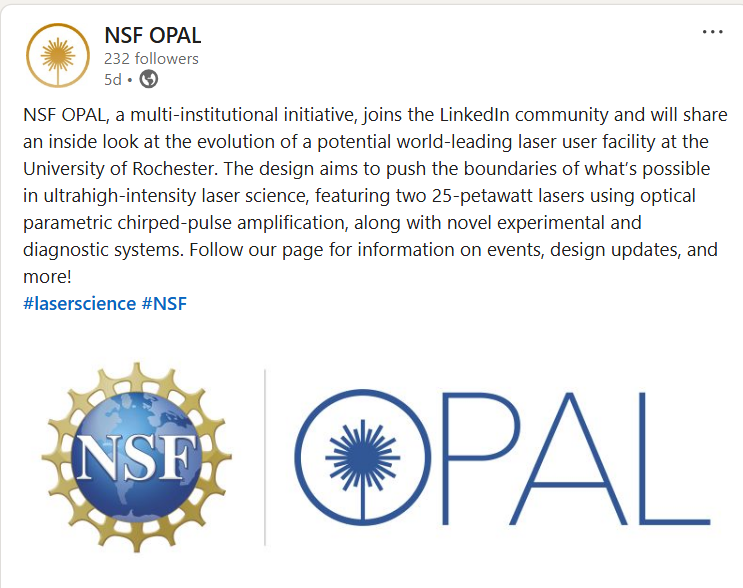 NSF OPAL
232 followers
5d •
NSF OPAL, a multi-institutional initiative, joins the LinkedIn community and will share
an inside look at the evolution of a potential world-leading laser user facility at the
University of Rochester. The design aims to push the boundaries of what's possible
in ultrahigh-intensity laser science, featuring two 25-petawatt lasers using optical
parametric chirped-pulse amplification, along with novel experimental and
diagnostic systems. Follow our page for information on events, design updates, and
more!
#laserscience #NSF
NSF
OPAL